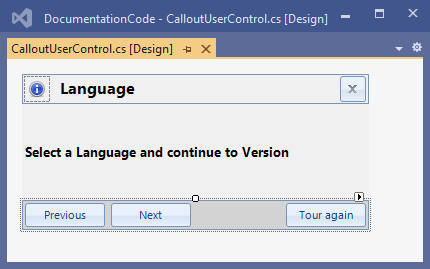 DocumentationCode - CalloutUserControl.cs [Design]
CalloutUserControl.cs [Design]
Language
Select a Language and continue to Version
Previous Next Tour again